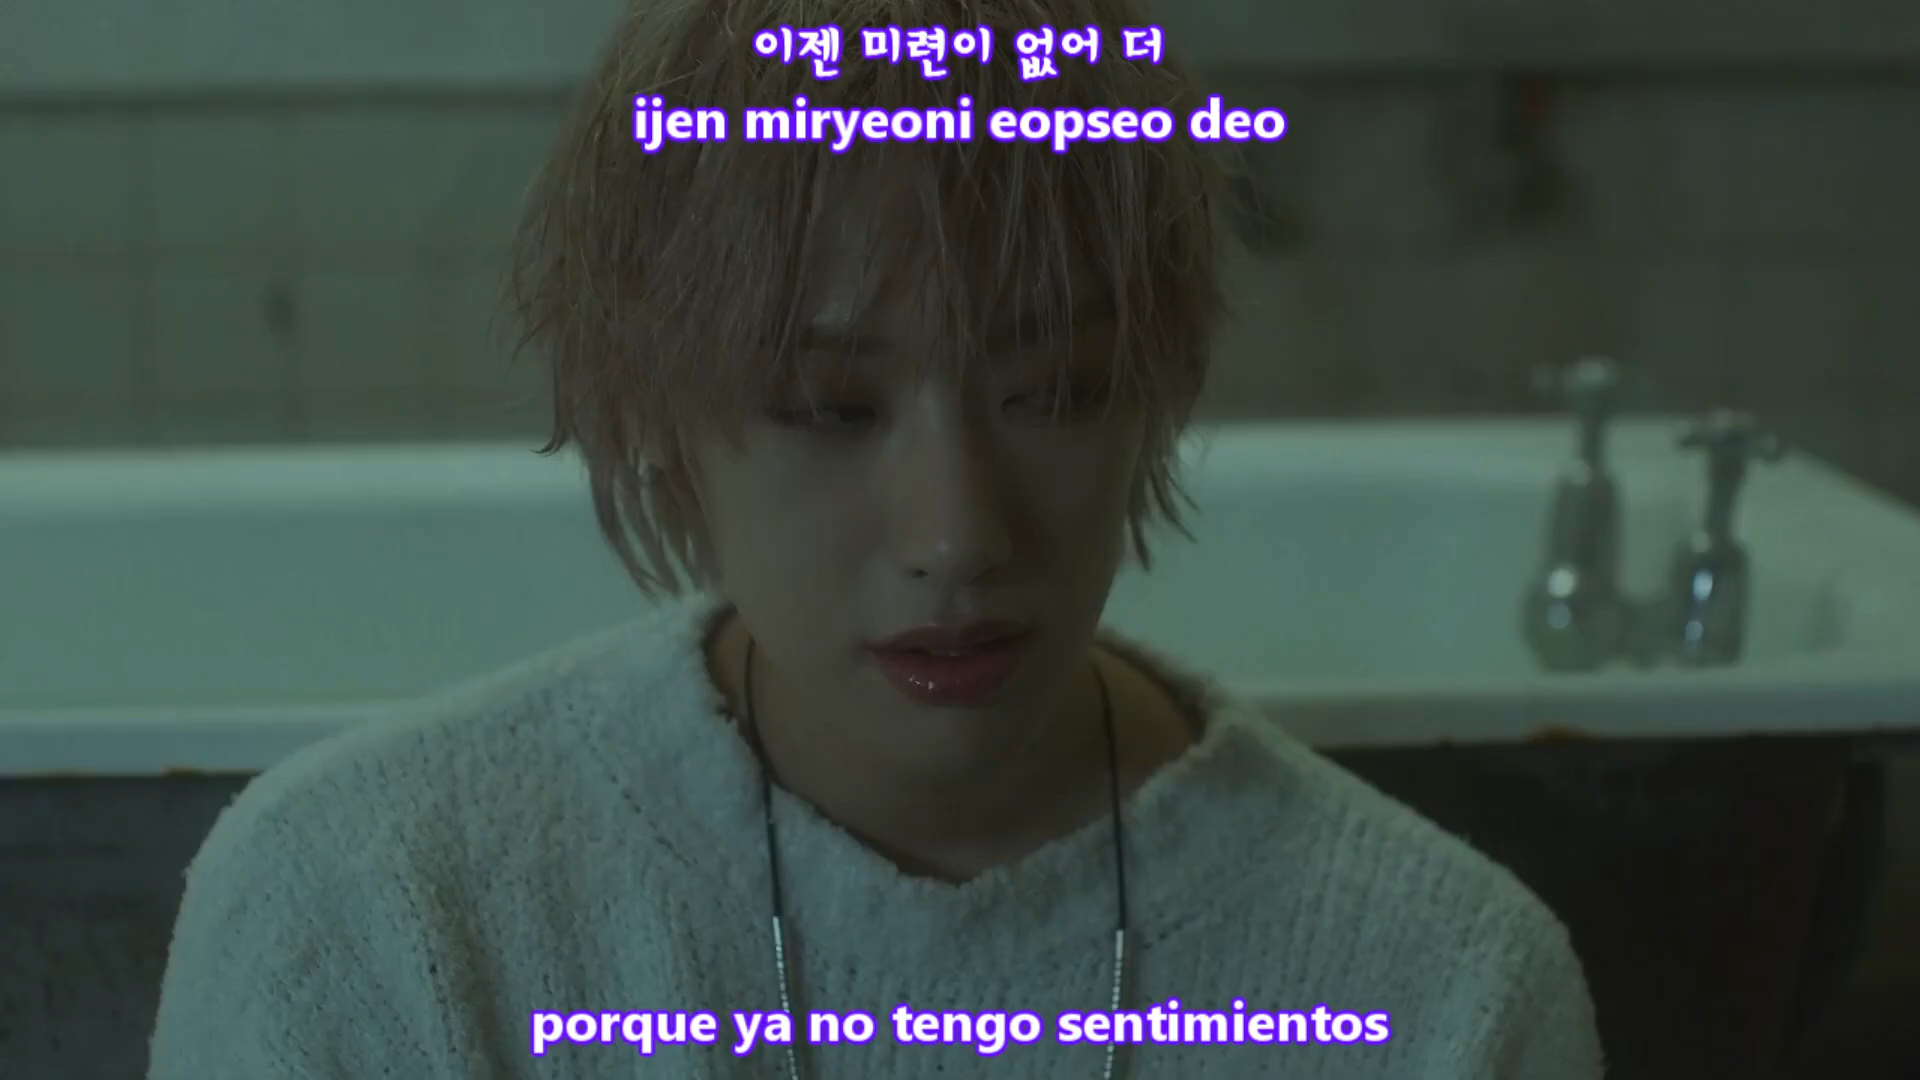 이젠 미련이 없어 더
ijen miryeoni eopseo deo
porque ya no tengo sentimientos